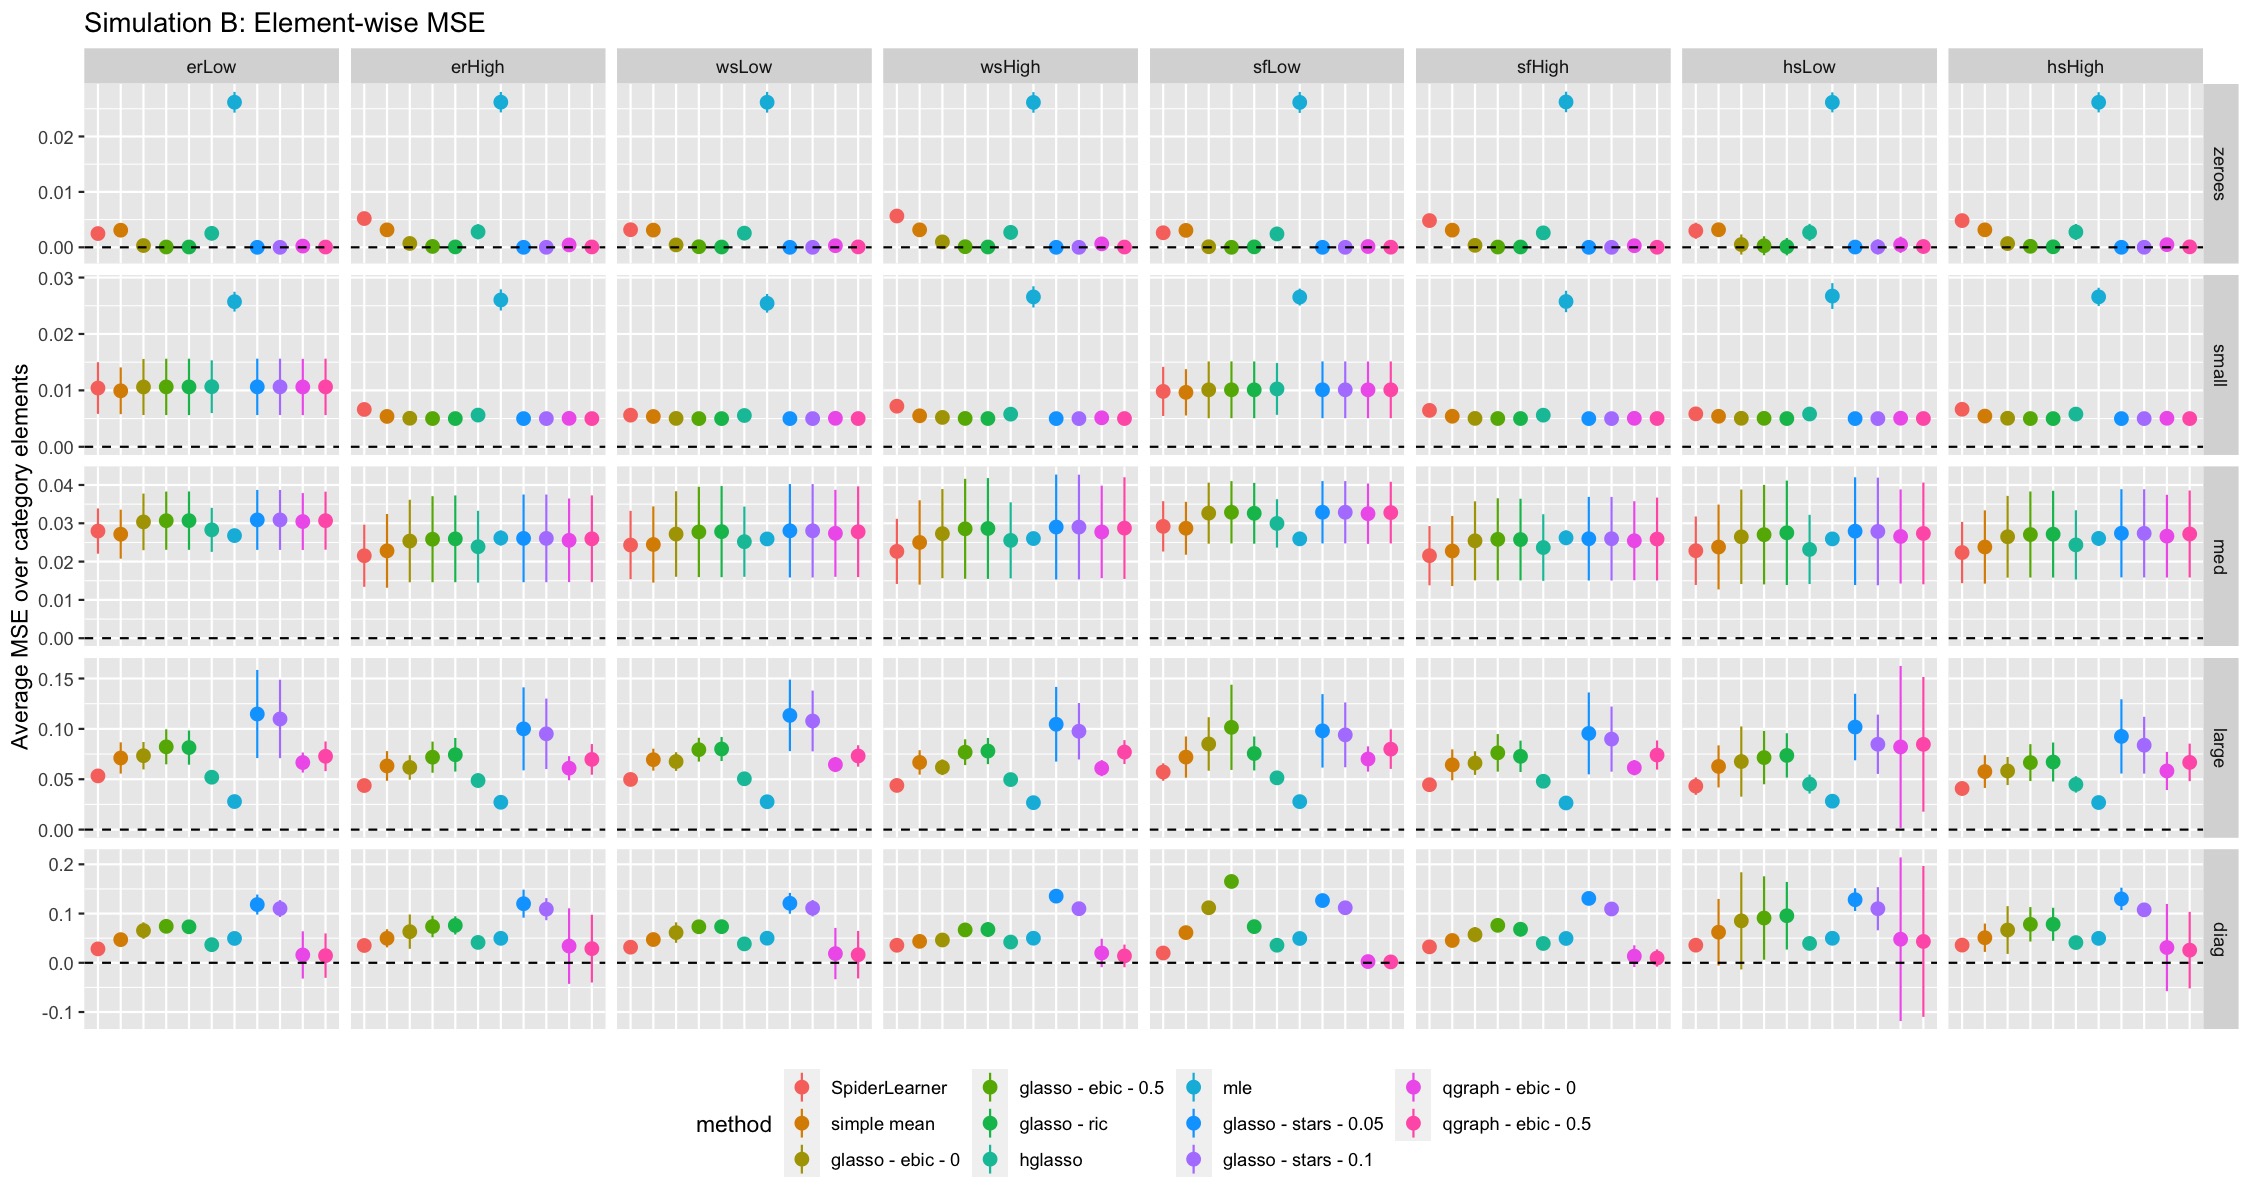 Simulation B: Element-wise MSE
erLow erHigh wsLow wsHigh sfLow sfHigh hsLow hsHigh
Average MSE over category elements
0.02
0.01
0.00
zeroes
0.03
0.02
0.01
0.00
small
0.04
0.03
0.02
0.01
0.00
med
0.15
0.10
0.05
0.00
large
0.2
0.1
0.0
-0.1
diag
method
SpiderLearner
simple mean
glasso - ebic - 0
glasso - ebic - 0.5
glasso - ric
hglasso
mle
glasso - stars - 0.05
glasso - stars - 0.1
qgraph - ebic - 0
qgraph - ebic - 0.5